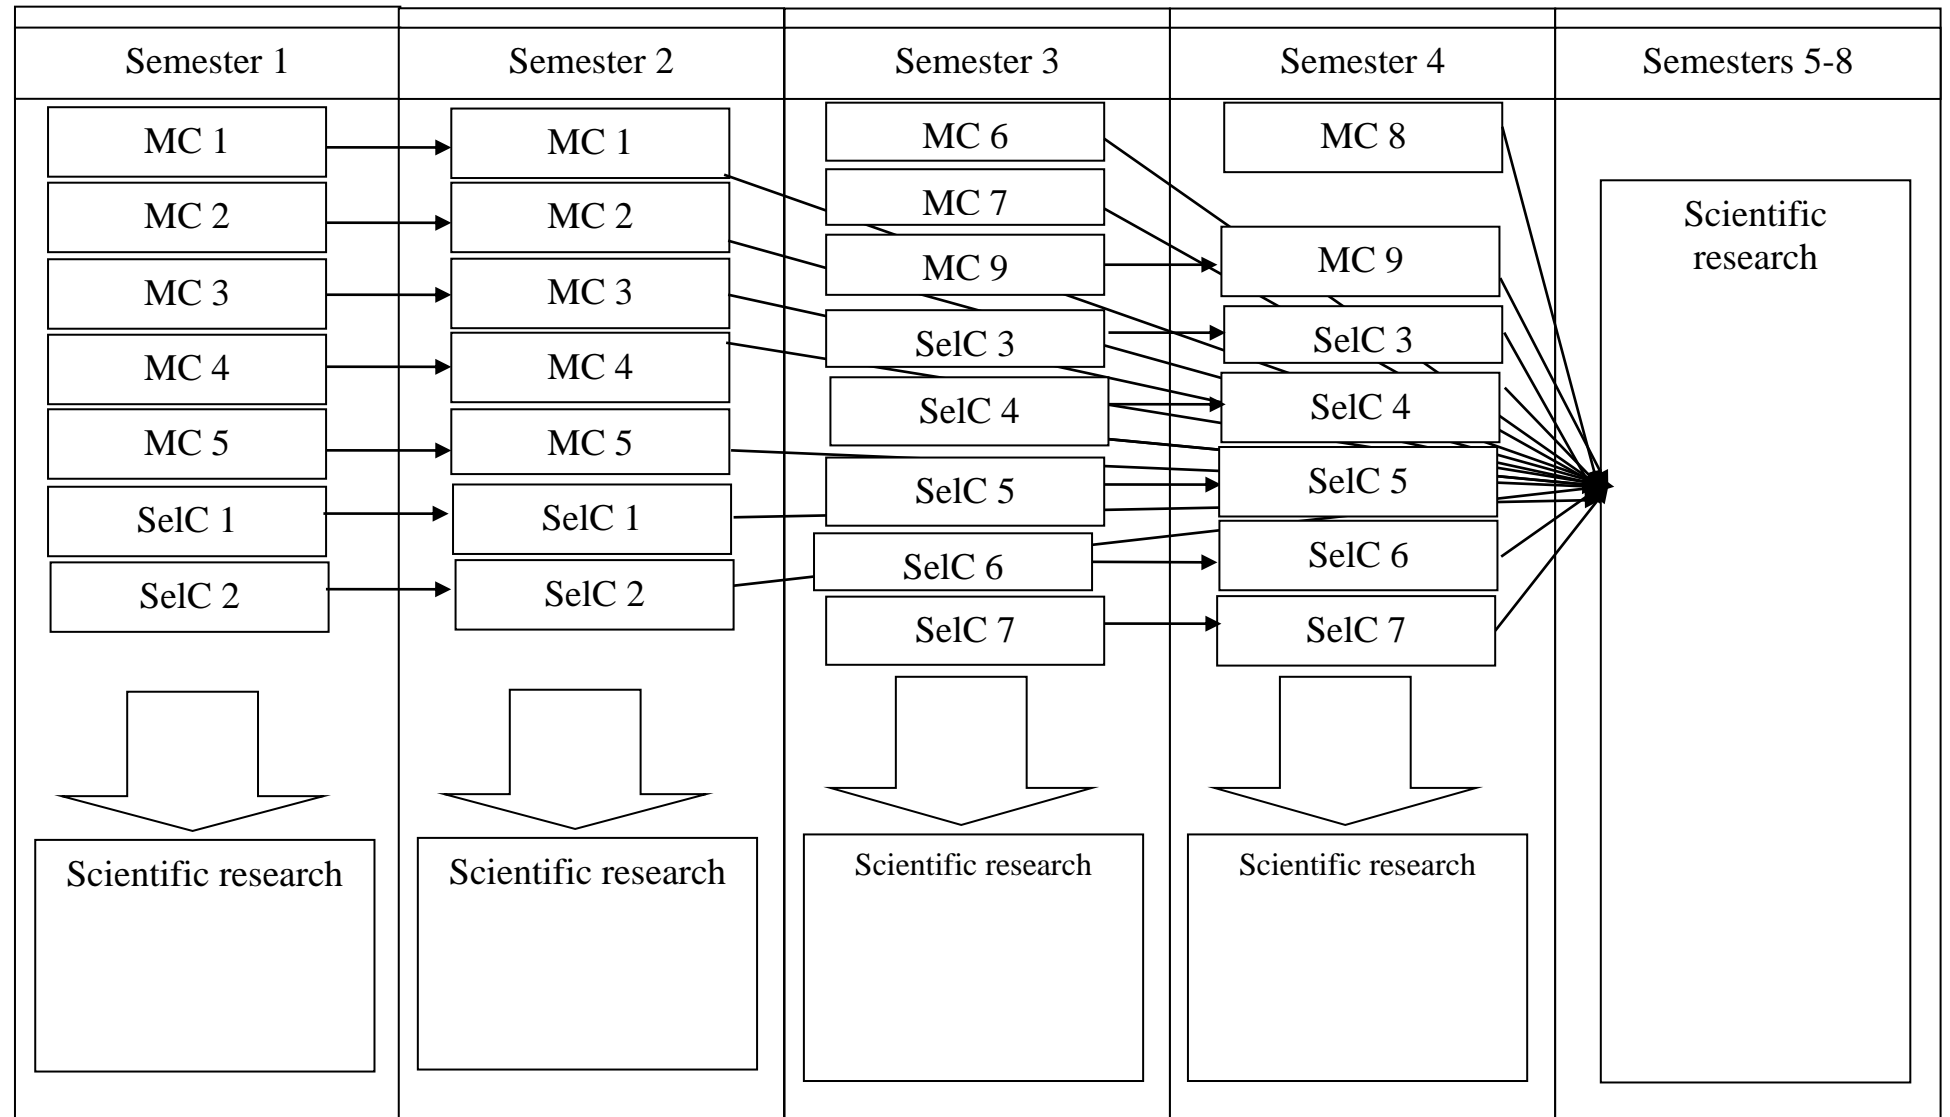 Semester 1
Semester 2
Semester 3
Semester 4
Semesters 5-8
MC 1
MC 2
MC 3
MC 4
MC 5
SelC 1
SelC 2
Scientific research
MC 1
MC 2
MC 3
MC 4
MC 5
SelC 1
SelC 2
Scientific research
MC 6
MC 7
MC 9
SelC 3
SelC 4
SelC 5
SelC 6
SelC 7
Scientific research
MC 8
MC 9
SelC 3
SelC 4
SelC 5
SelC 6
SelC 7
Scientific research
Scientific
research